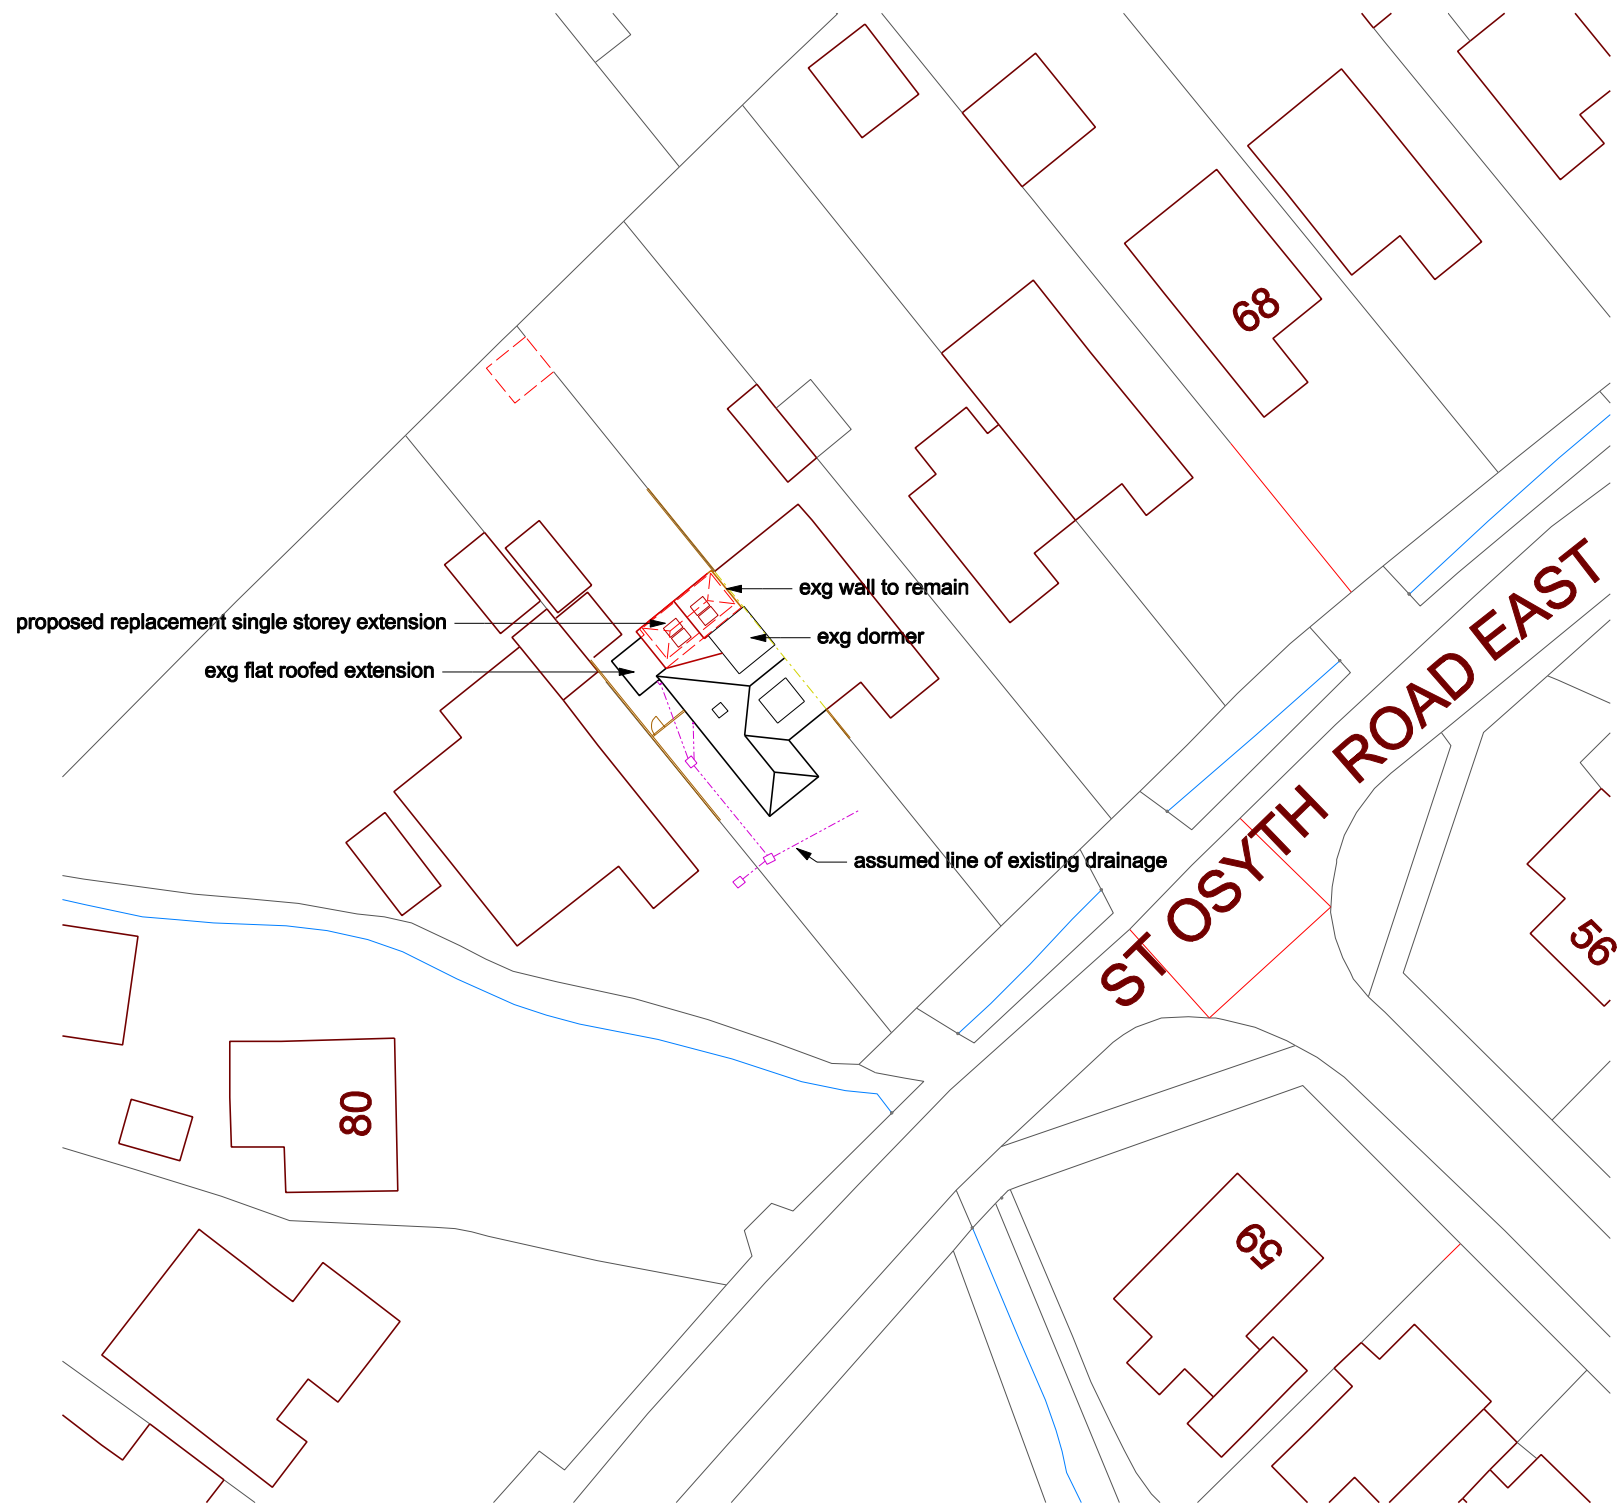 68
exg wall to remain
proposed replacement single storey extension
exg dormer
exg flat roofed extension
ST OSYTH ROAD EAST
assumed line of existing drainage
56
80
59